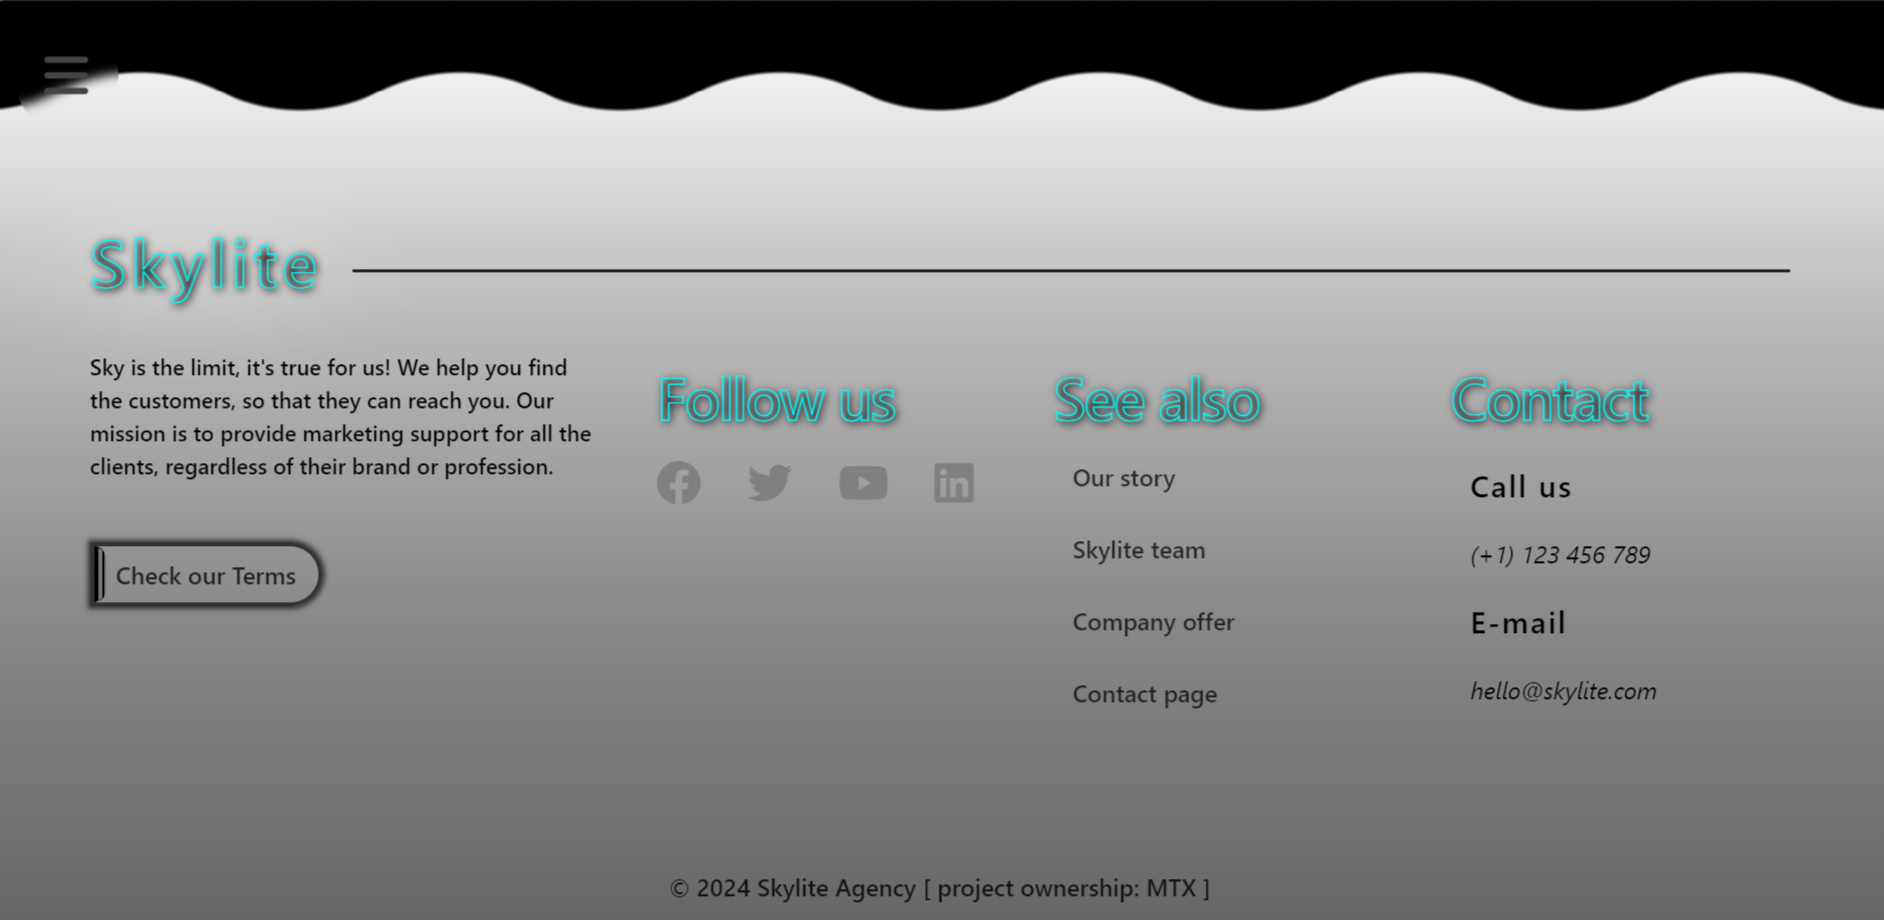 Skylite
Sky is the limit, it's true for us! We help you find
the customers, so that they can reach you. Our
mission is to provide marketing support for all the
clients, regardless of their brand or profession.
Check our Terms
Follow us
See also
Our story
Skylite team
Company offer
Contact page
Contact
Call us
(+1) 123 456 789
E-mail
hello@skylite.com
© 2024 Skylite Agency [ project ownership: MTX ]